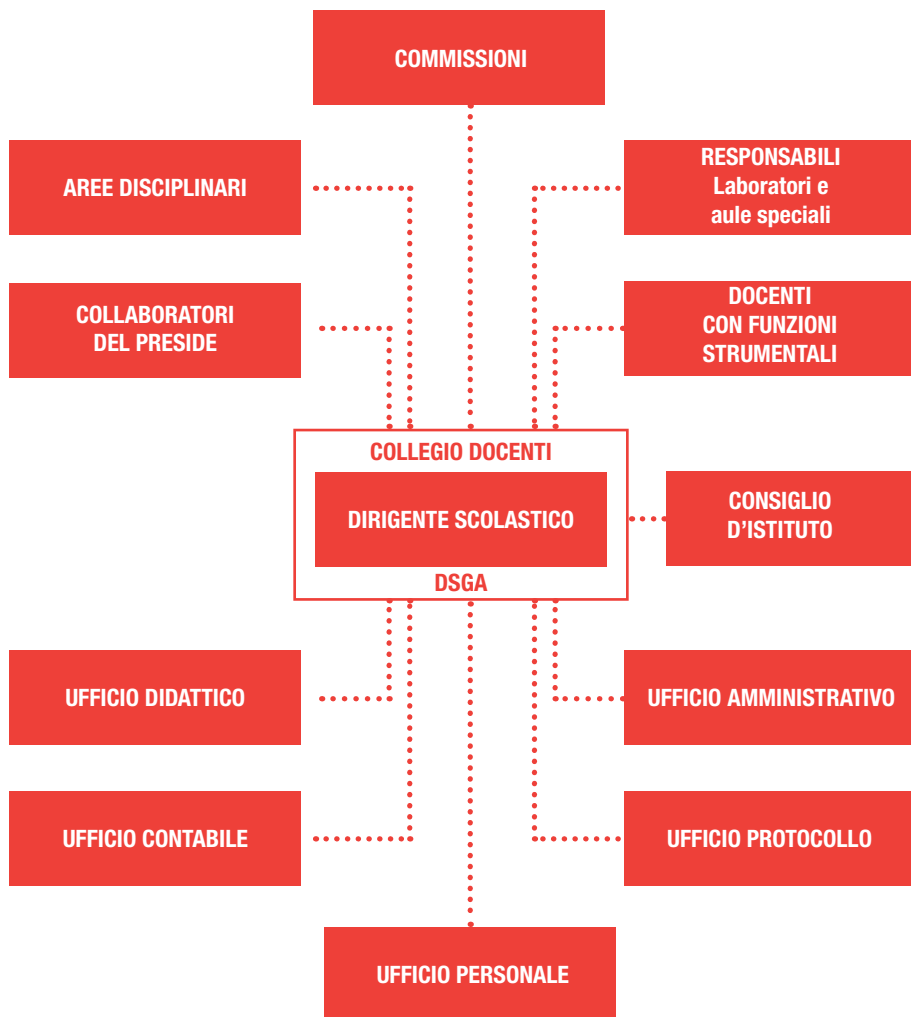 COMMISSIONI
AREE DISCIPLINARI
RESPONSABILI
Laboratori e
aule speciali
COLLABORATORI
DEL PRESIDE
DOCENTI
CON FUNZIONI
STRUMENTALI
COLLEGIO DOCENTI
DIRIGENTE SCOLASTICO
DSGA
CONSIGLIO
D'ISTITUTO
UFFICIO DIDATTICO
UFFICIO AMMINISTRATIVO
UFFICIO CONTABILE
UFFICIO PROTOCOLLO
UFFICIO PERSONALE